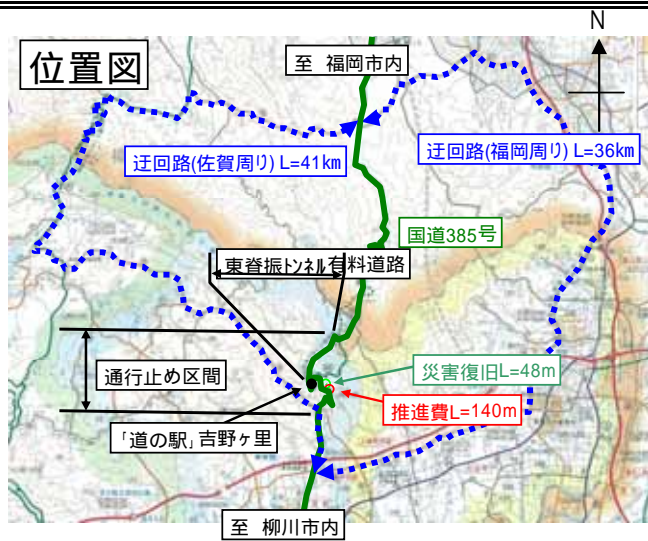 N
位置図
至 福岡市内
迂回路(佐賀周り) L=41km
迂回路(福岡周り) L=36km
国道385号
東脊振トンネル有料道路
通行止め区間
災害復旧L=48m
推進費L=140m
「道の駅」吉野ヶ里
至 柳川市内